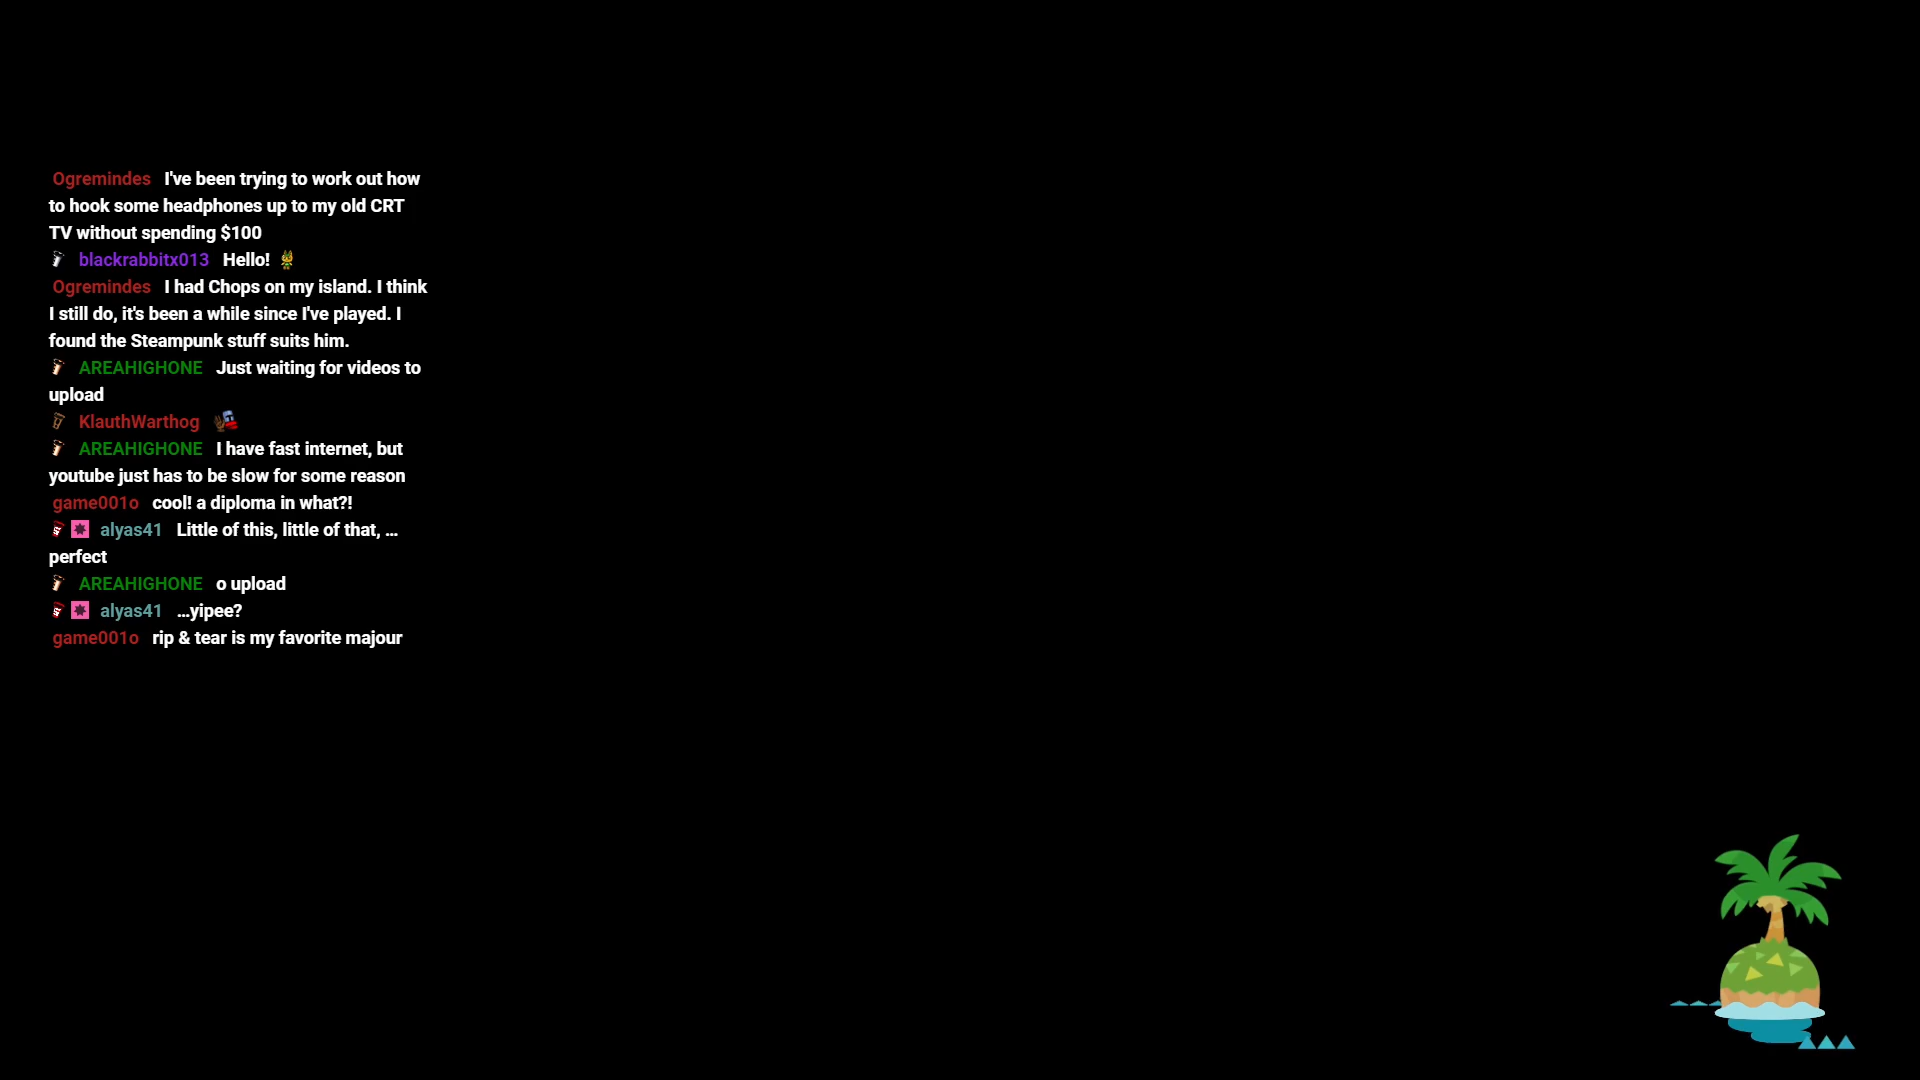 Ogremindes I've been trying to work out how
to hook some headphones up to my old CRT
TV without spending $100
blackrabbitx013 Hello!
Ogremindes I had Chops on my island. I think
I still do, it's been a while since I've played. I
found the Steampunk stuff suits him.
AREAHIGHONE Just waiting for videos to
upload
KlauthWarthog
AREAHIGHONE I have fast internet, but
youtube just has to be slow for some reason
game001o cool! a diploma in what?!
alyas41 Little of this, little of that, ...
perfect
AREAHIGHONE o upload
alyas41 ...yipee?
game001o rip & tear is my favorite majour